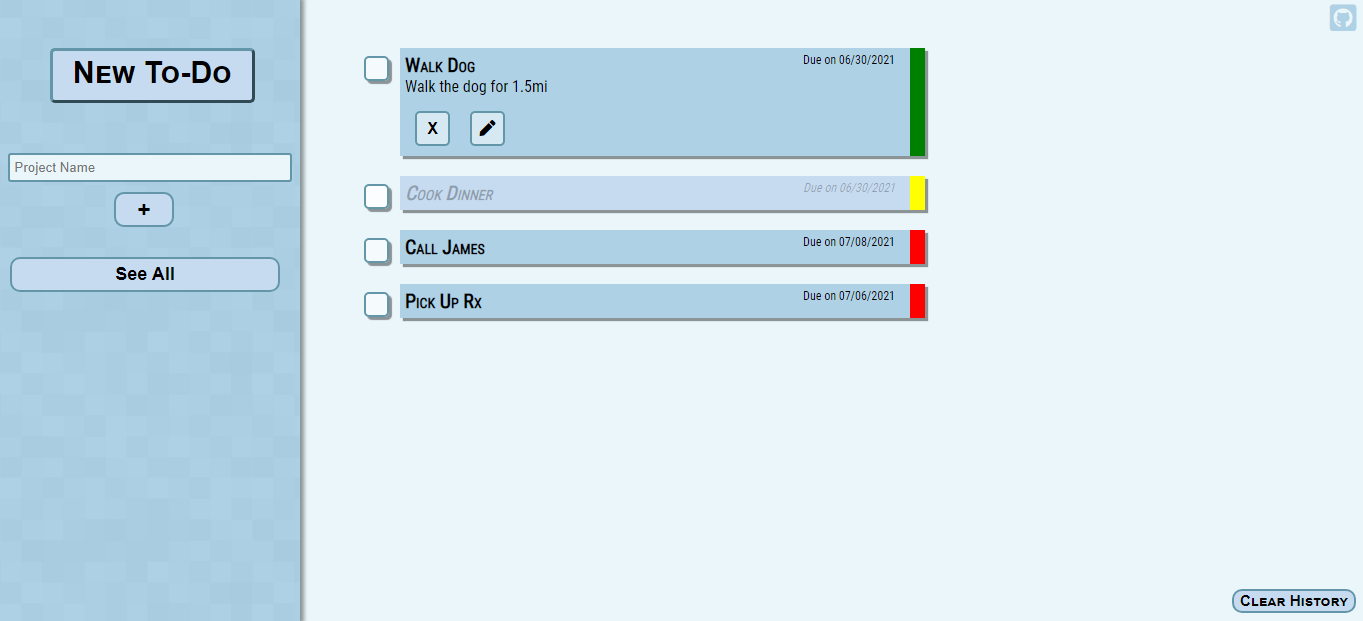 New To-Do
Project Name
+
See All
Walk Dog
Due on 06/30/2021
Walk the dog for 1.5mi
X
Cook Dinner
Due on 06/30/2021
Call James
Due on 07/08/2021
Pick Up Rx
Due on 07/06/2021
Clear History